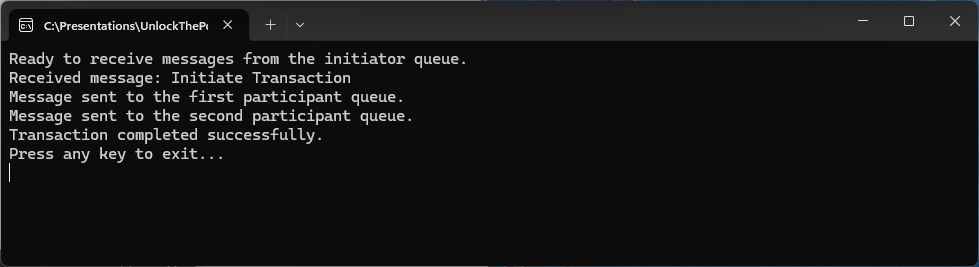 C:\Presentations\UnlockThePo
Ready to receive messages from the initiator queue.
Received message: Initiate Transaction
Message sent to the first participant queue.
Message sent to the second participant queue.
Transaction completed successfully.
Press any key to exit...